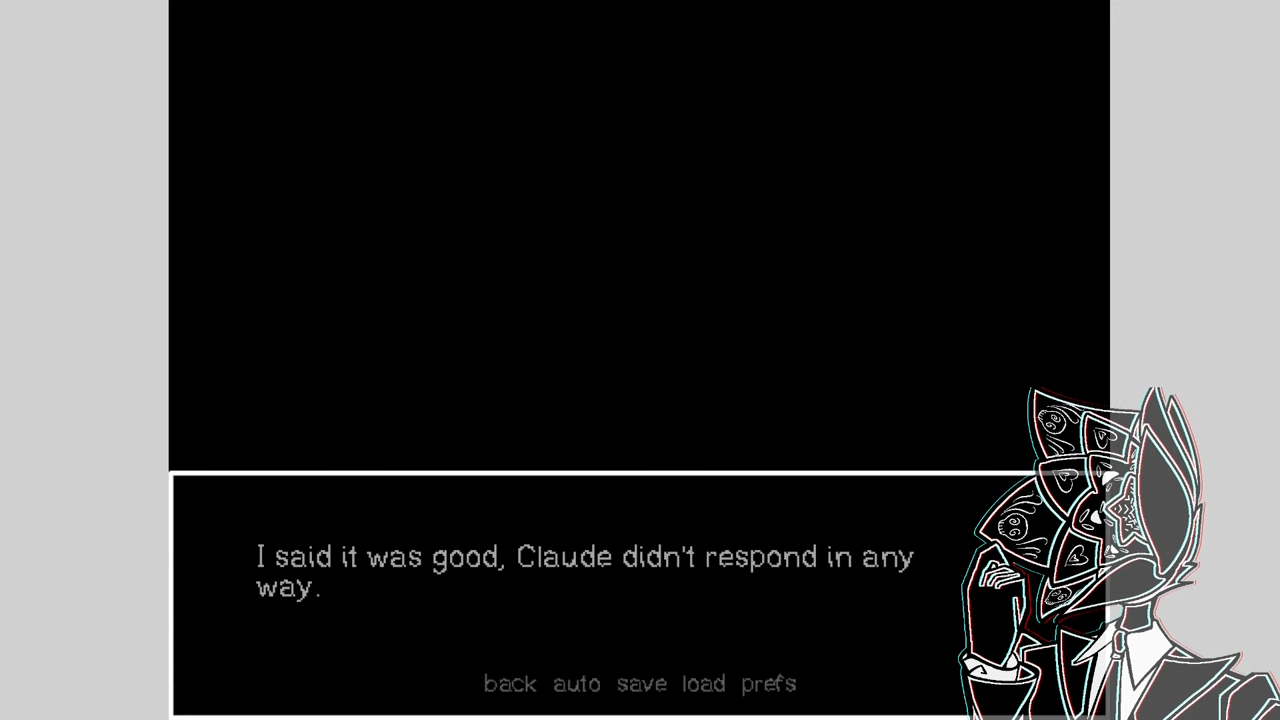 I said it was good, Claude didn't respond in any
way.
back auto save load prefs